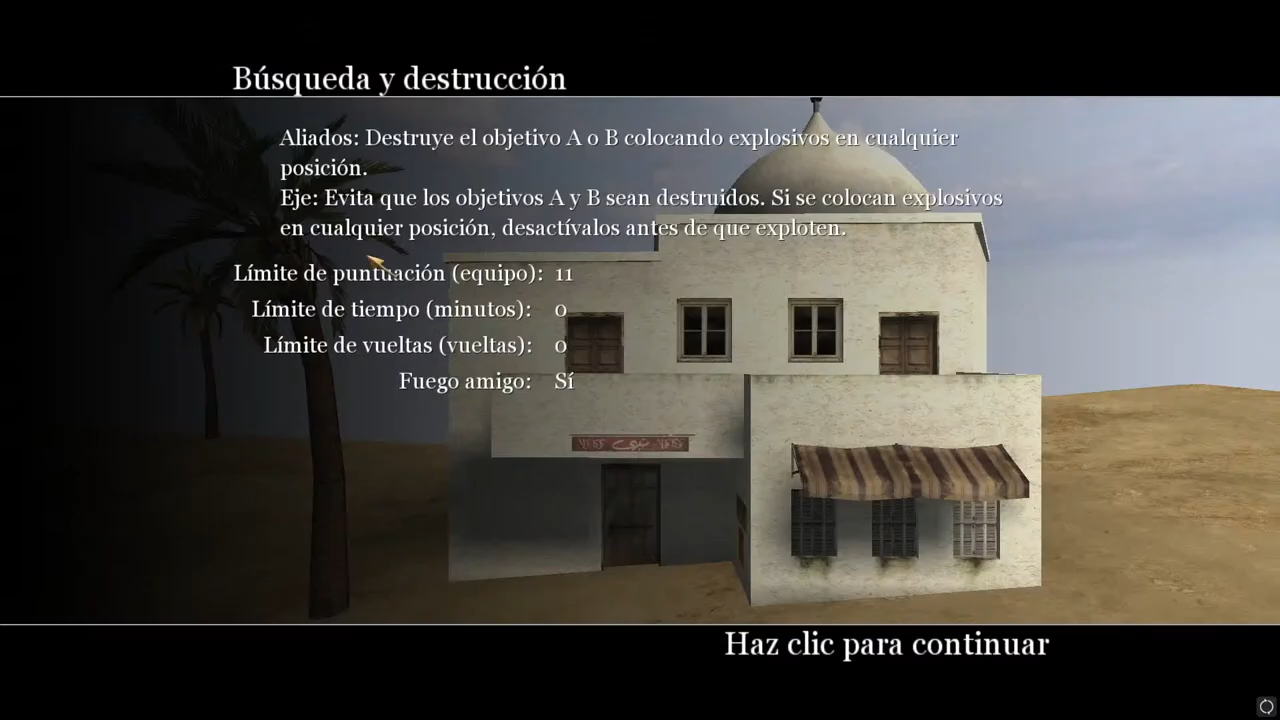 Búsqueda y destrucción
Aliados: Destruye el objetivo A o B colocando explosivos en cualquier
posición.
Eje: Evita que los objetivos A y B sean destruidos. Si se colocan explosivos
en cualquier posición, desactívalos antes de que exploten.
Límite de puntuación (equipo): 11
Límite de tiempo (minutos): 0
Límite de vueltas (vueltas): 0
Fuego amigo: Sí
Haz clic para continuar